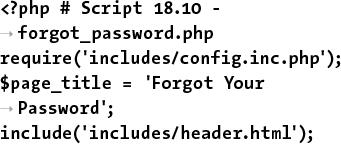 <?php # Script 18.10 -
→ forgot_password.php
require('includes/config.inc.php');
$page_title = 'Forgot Your
→ Password';
include('includes/header.html');